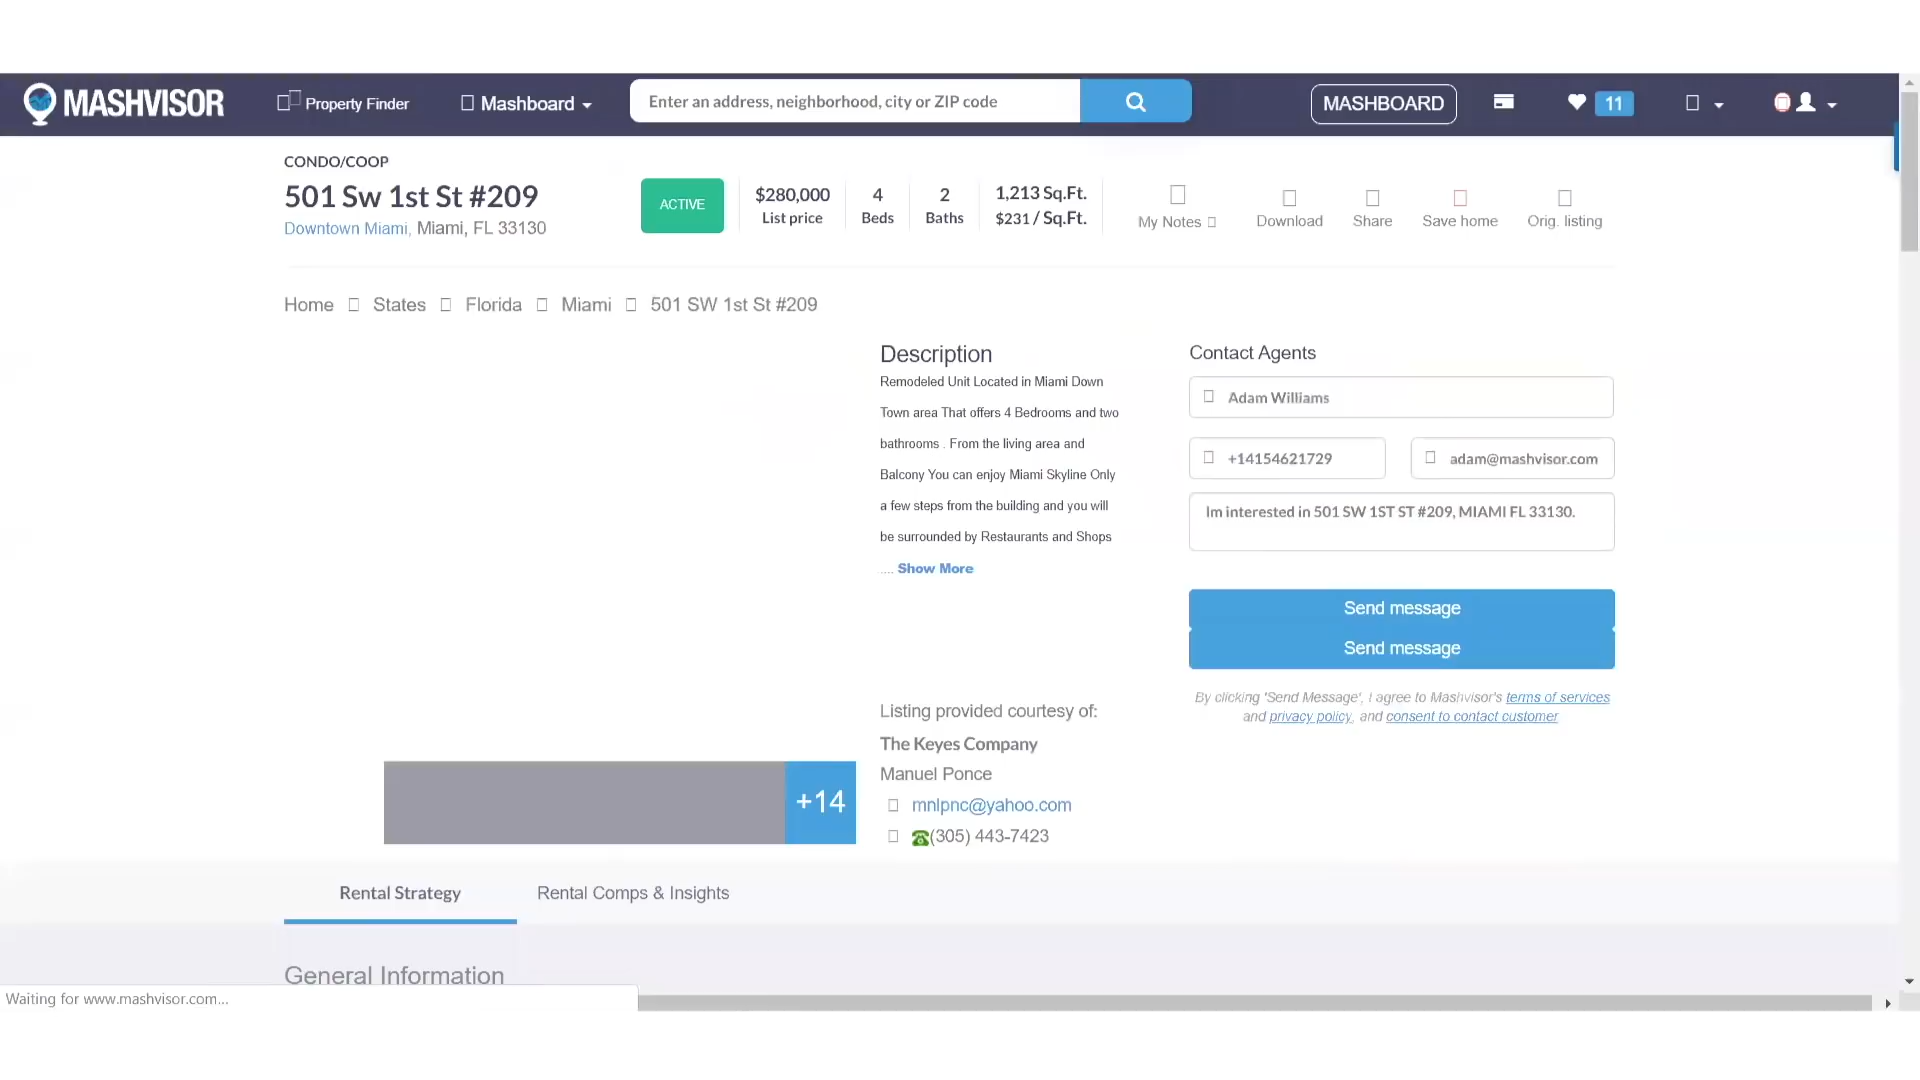 MASHVISOR
Property Finder
Mashboard
Enter an address, neighborhood, city or ZIP code
MASHBOARD
11
CONDO/COOP
501 Sw 1st St #209
Downtown Miami, Miami, FL 33130
ACTIVE
$280,000
List price
4
Beds
2
Baths
1,213 Sq.Ft.
$231 / Sq.Ft.
My Notes
Download
Share
Save home
Orig. listing
Home States Florida Miami 501 SW 1st St #209
Description
Remodeled Unit Located in Miami Down
Town area That offers 4 Bedrooms and two
bathrooms . From the living area and
Balcony You can enjoy Miami Skyline Only
a few steps from the building and you will
be surrounded by Restaurants and Shops
.... Show More
Contact Agents
Adam Williams
+14154621729
adam@mashvisor.com
Im interested in 501 SW 1ST ST #209, MIAMI FL 33130.
Send message
Send message
By clicking 'Send Message', I agree to Mashvisor's terms of services
and privacy policy, and consent to contact customer
Listing provided courtesy of:
The Keyes Company
Manuel Ponce
mnlpnc@yahoo.com
(305) 443-7423
+14
Rental Strategy
Rental Comps & Insights
General Information
Waiting for www.mashvisor.com...